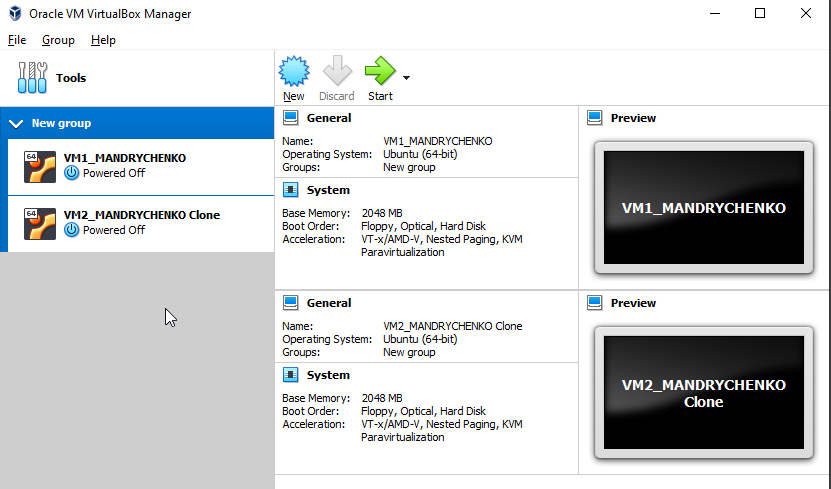 Oracle VM VirtualBox Manager
File Group Help
Tools
New Discard Start
New group
64 VM1_MANDRYCHENKO
Powered Off
64 VM2_MANDRYCHENKO Clone
Powered Off
General
Name: VM1_MANDRYCHENKO
Operating System: Ubuntu (64-bit)
Groups: New group
System
Base Memory: 2048 MB
Boot Order: Floppy, Optical, Hard Disk
Acceleration: VT-x/AMD-V, Nested Paging, KVM
Paravirtualization
Preview
VM1_MANDRYCHENKO
General
Name: VM2_MANDRYCHENKO Clone
Operating System: Ubuntu (64-bit)
Groups: New group
System
Base Memory: 2048 MB
Boot Order: Floppy, Optical, Hard Disk
Acceleration: VT-x/AMD-V, Nested Paging, KVM
Paravirtualization
Preview
VM2_MANDRYCHENKO
Clone